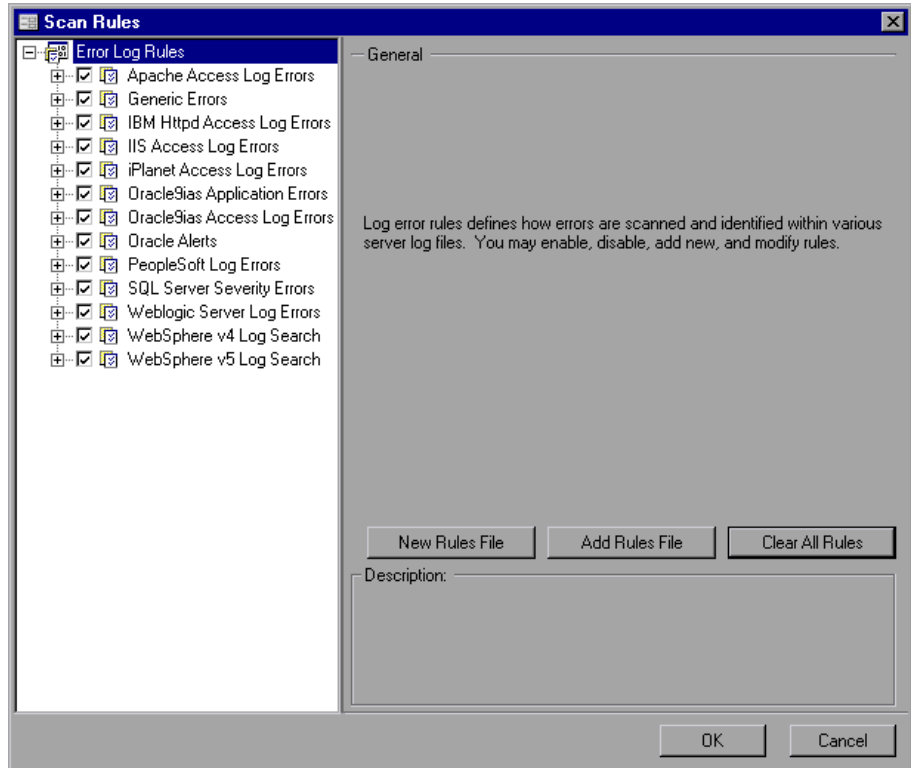 Scan Rules
Error Log Rules
Apache Access Log Errors
Generic Errors
IBM Httpd Access Log Errors
IIS Access Log Errors
iPlanet Access Log Errors
Oracle9ias Application Errors
Oracle9ias Access Log Errors
Oracle Alerts
PeopleSoft Log Errors
SQL Server Severity Errors
Weblogic Server Log Errors
WebSphere v4 Log Search
WebSphere v5 Log Search
General
Log error rules defines how errors are scanned and identified within various
server log files.  You may enable, disable, add new, and modify rules.
New Rules File
Add Rules File
Clear All Rules
Description:
OK
Cancel